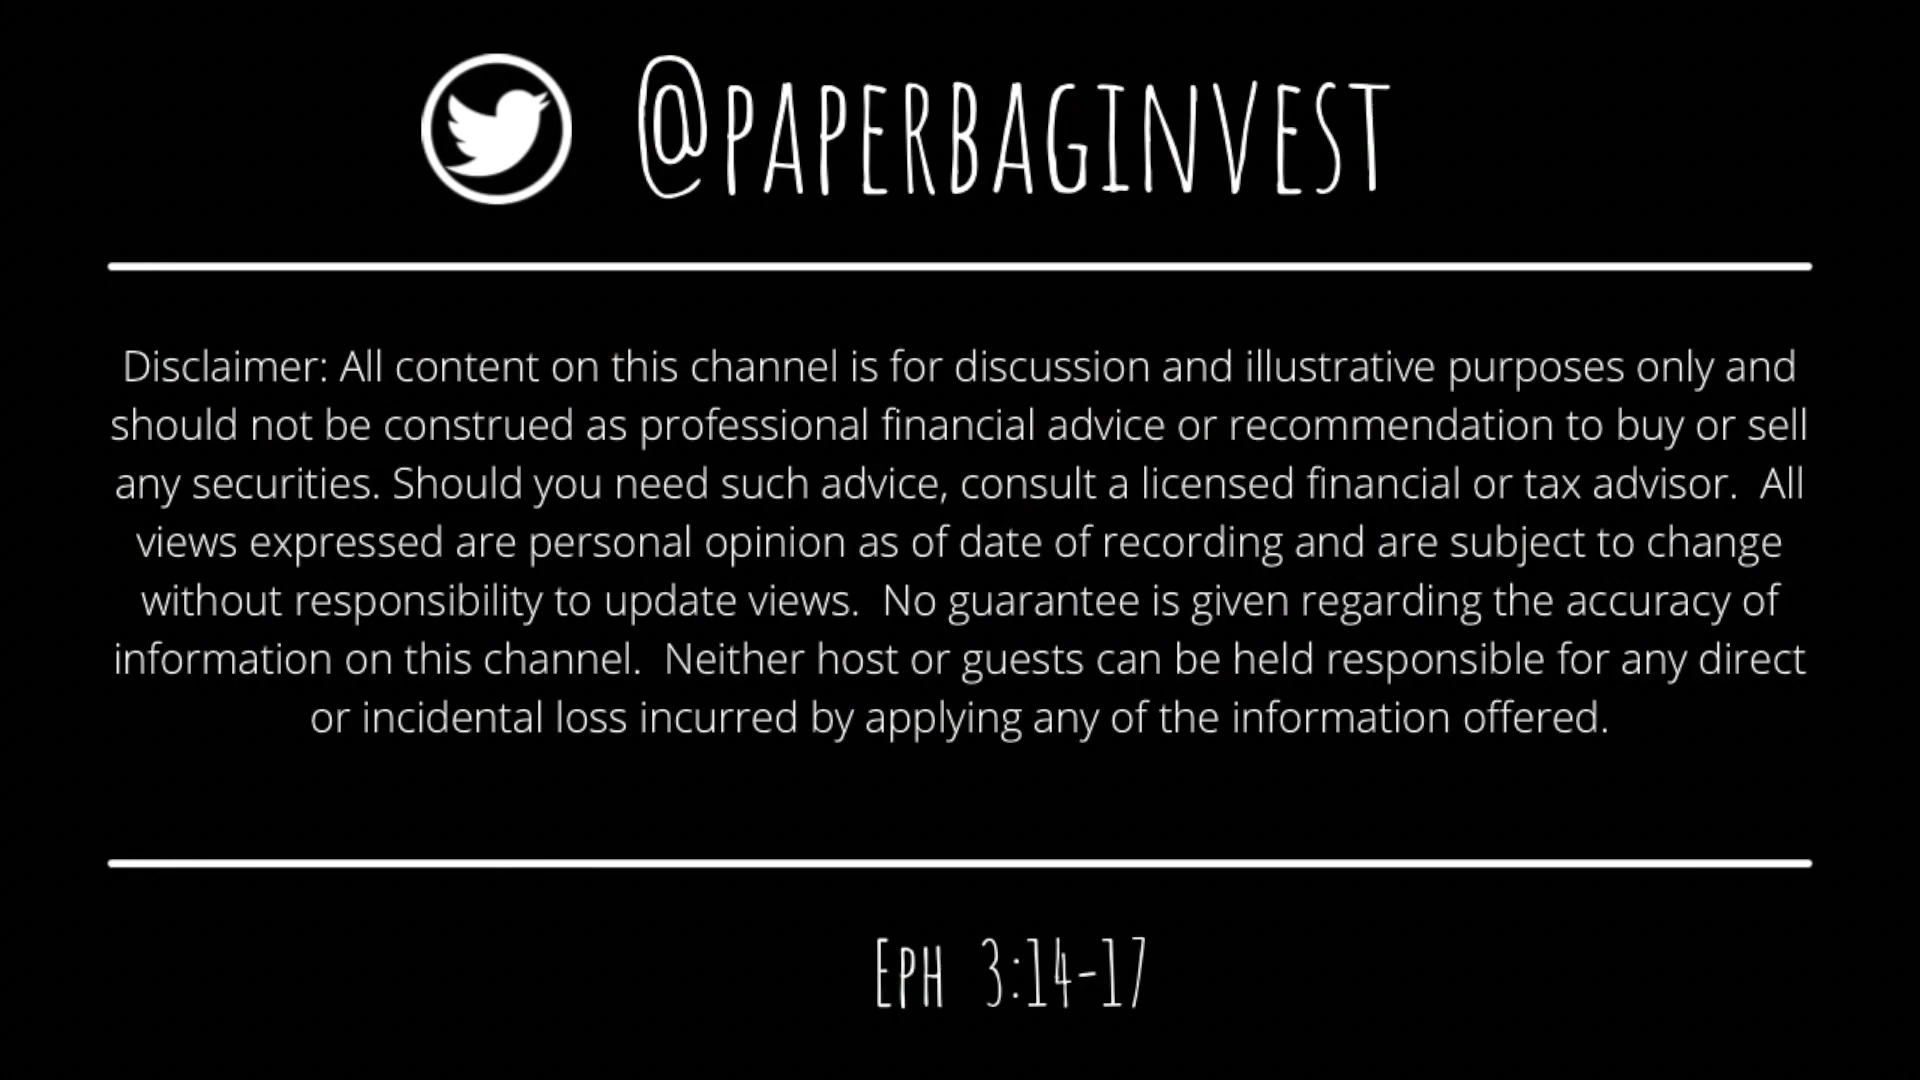 @PAPERBAGINVEST
Disclaimer: All content on this channel is for discussion and illustrative purposes only and
should not be construed as professional financial advice or recommendation to buy or sell
any securities. Should you need such advice, consult a licensed financial or tax advisor.  All
views expressed are personal opinion as of date of recording and are subject to change
without responsibility to update views.  No guarantee is given regarding the accuracy of
information on this channel.  Neither host or guests can be held responsible for any direct
or incidental loss incurred by applying any of the information offered.
EPH 3:14-17